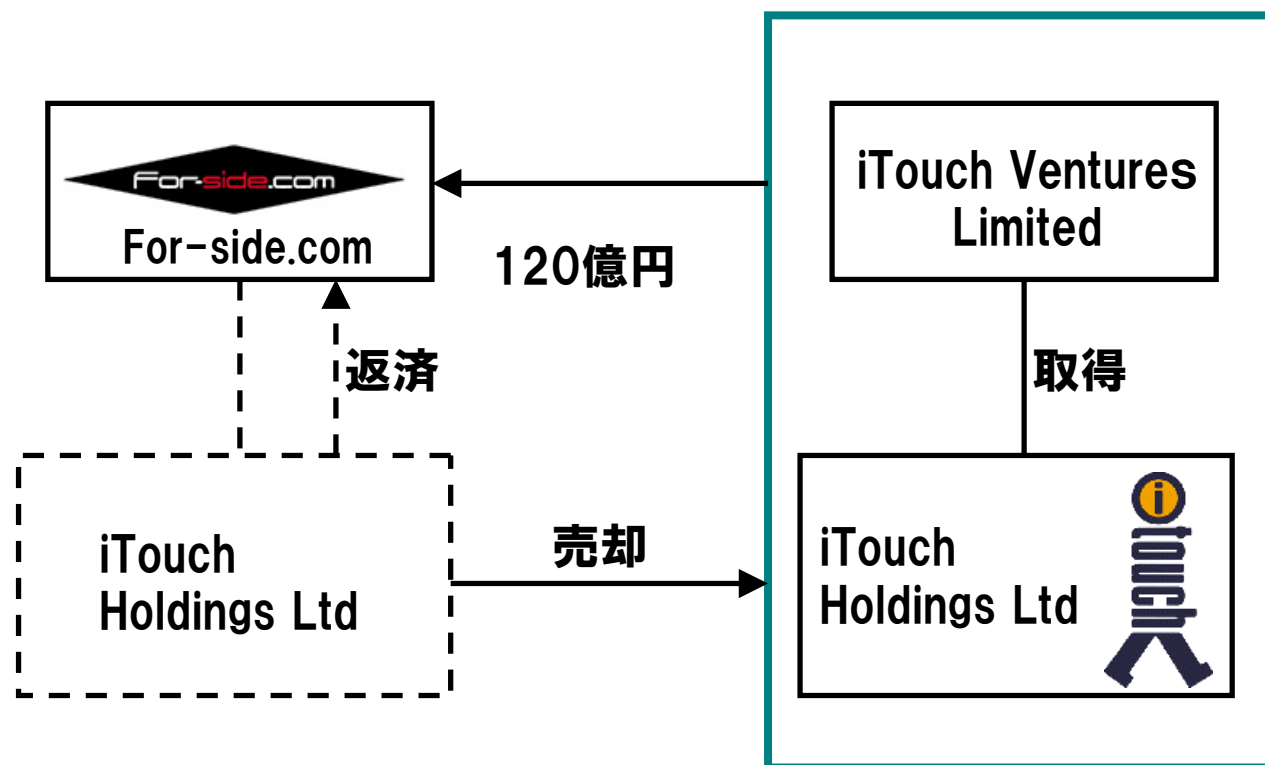 For-side.com
For-side.com
120億円
iTouch Ventures
Limited
返済
取得
iTouch
Holdings Ltd
売却
iTouch
Holdings Ltd
i
touch